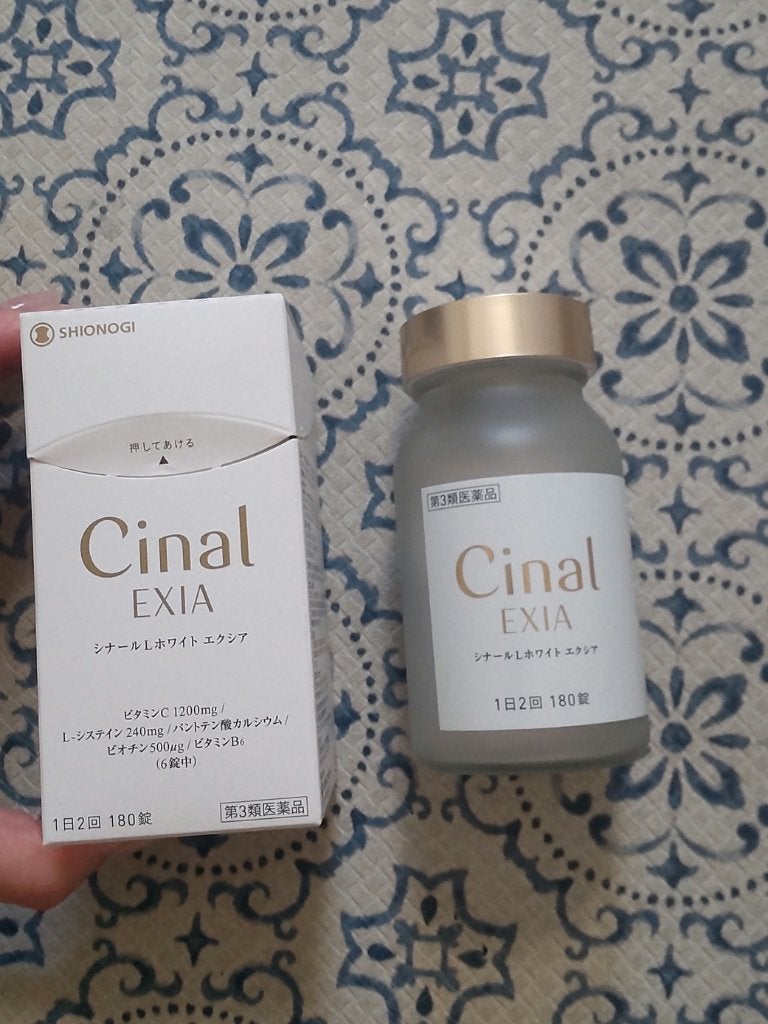 SHIONOGI
押してあける
▲
Cinal
EXIA
シナールLホワイト エクシア
ビタミンC 1200mg /
L-システイン 240mg / パントテン酸カルシウム /
ビオチン 500μg / ビタミンB6
(6錠中)
1日2回 180錠
第3類医薬品
第3類医薬品
Cinal
EXIA
シナールLホワイト エクシア
1日2回 180錠